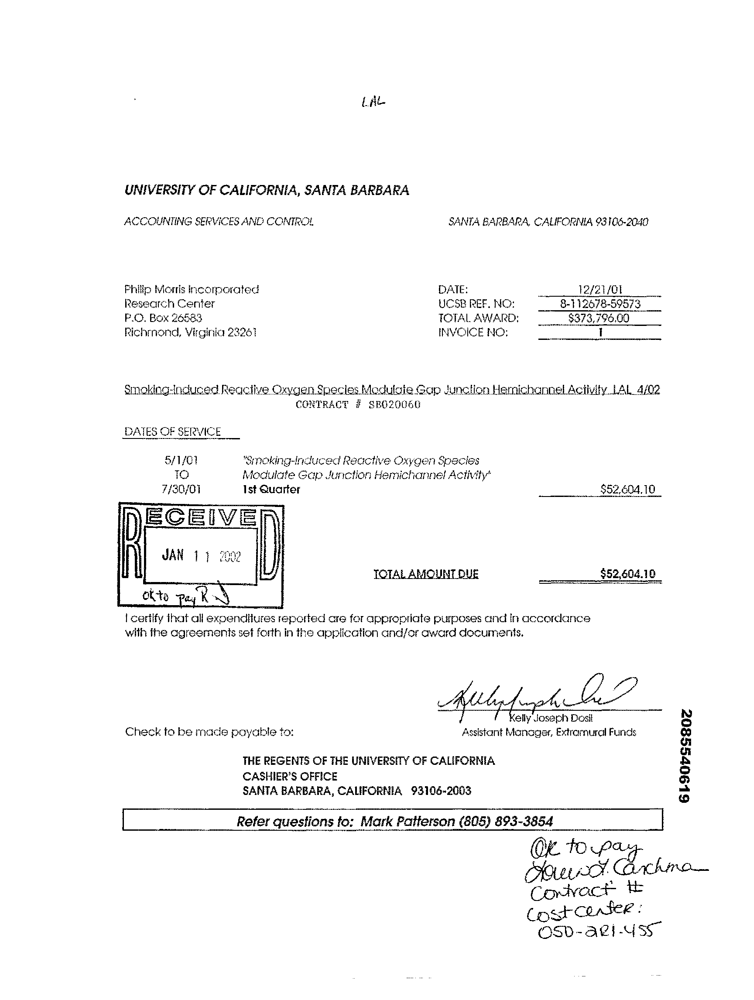 LAL
UNIVERSITY OF CALIFORNIA, SANTA BARBARA
ACCOUNTING SERVICES AND CONTROL SANTA BARBARA, CALIFORNIA 93106-2040
Philip Morris Incorporated DATE: 12/21/01
Research Center UCSB REF. NO: 8-112678-59573
P.O. Box 26583 TOTAL AWARD: $373,796.00
Richmond, Virginia 23261 INVOICE NO: 1
Smoking-Induced Reactive Oxygen Species Modulate Gap Junction Hemichannel Activity LAL 4/02
CONTRACT # SB020060
DATES OF SERVICE
5/1/01 "Smoking-Induced Reactive Oxygen Species
TO Modulate Gap Junction Hemichannel Activity"
7/30/01 1st Quarter $52,604.10
RECEIVED
JAN 11 2002
ok to pay
TOTAL AMOUNT DUE $52,604.10
I certify that all expenditures reported are for appropriate purposes and in accordance
with the agreements set forth in the application and/or award documents.
Kelly Joseph Dosil
Check to be made payable to: Assistant Manager, Extramural Funds
THE REGENTS OF THE UNIVERSITY OF CALIFORNIA
CASHIER'S OFFICE
SANTA BARBARA, CALIFORNIA 93106-2003
2085540619
Refer questions to: Mark Patterson (805) 893-3854
OK to pay
Contract #
Cost center: